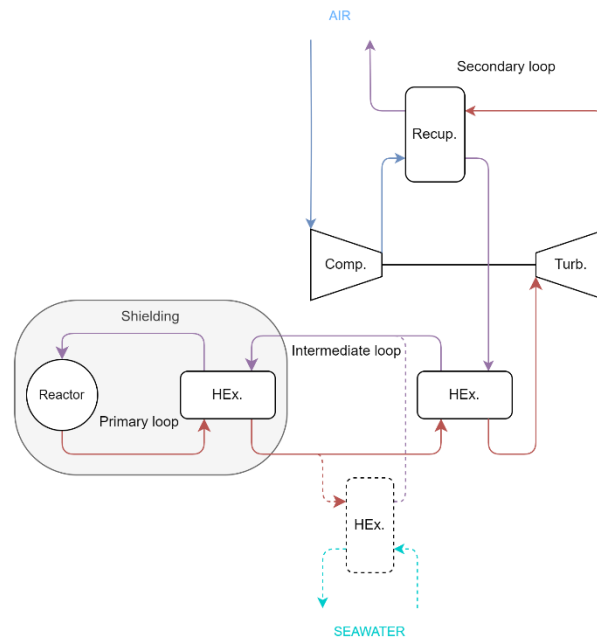 AIR
Secondary loop
Recup.
Comp.
Turb.
Shielding
Intermediate loop
Reactor
HEx.
HEx.
Primary loop
HEx.
SEAWATER